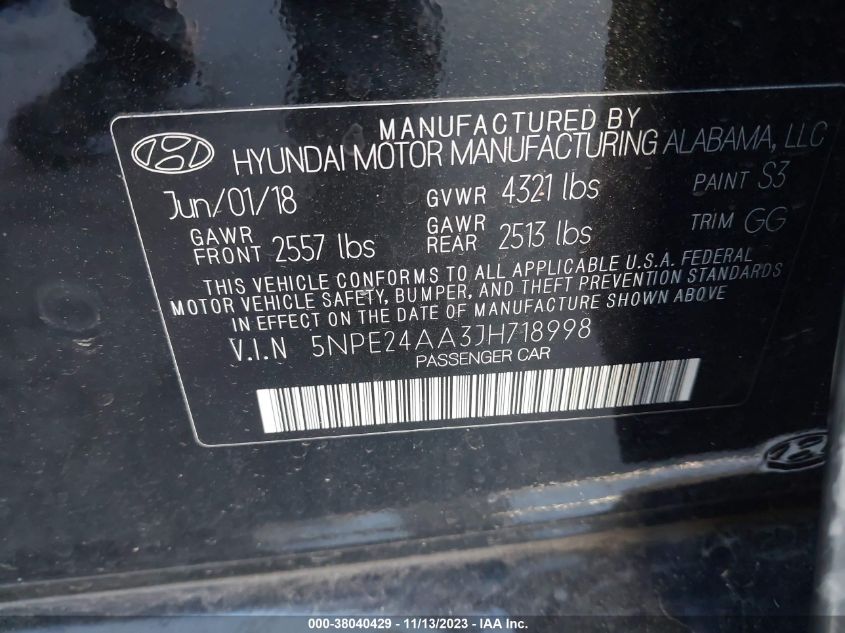 MANUFACTURED BY
HYUNDAI MOTOR MANUFACTURING ALABAMA, LLC
Jun/01/18 GVWR 4321 lbs PAINT S3
GAWR FRONT 2557 lbs GAWR REAR 2513 lbs TRIM GG
THIS VEHICLE CONFORMS TO ALL APPLICABLE U.S.A. FEDERAL
MOTOR VEHICLE SAFETY, BUMPER, AND THEFT PREVENTION STANDARDS
IN EFFECT ON THE DATE OF MANUFACTURE SHOWN ABOVE
V.I.N 5NPE24AA3JH718998
PASSENGER CAR
000-38040429 - 11/13/2023 - IAA Inc.